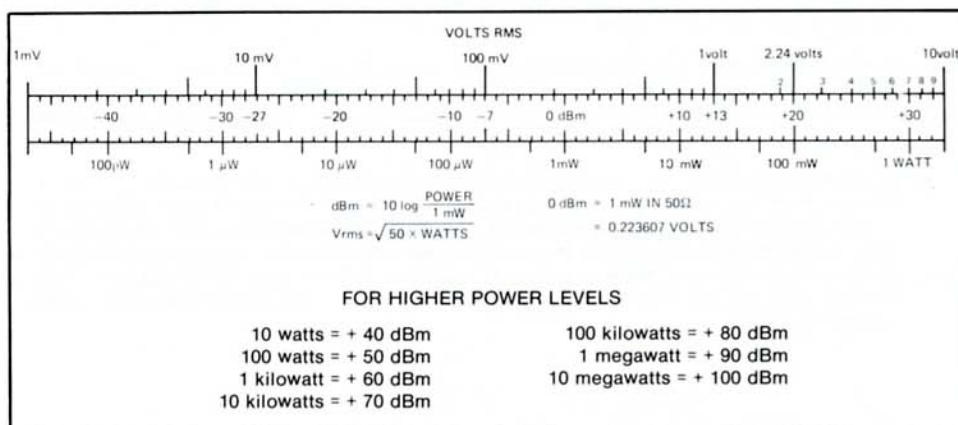 VOLTS RMS
1mV 10 mV 100 mV 1volt 2.24 volts 10volt
2 3 4 5 6 7 8 9
−40 −30 −27 −20 −10 −7 0 dBm +10 +13 +20 +30
100μW 1 μW 10 μW 100 μW 1mW 10 mW 100 mW 1 WATT
dBm = 10 log POWER / 1 mW
0 dBm = 1 mW IN 50Ω
Vrms = √50 × WATTS
= 0.223607 VOLTS
FOR HIGHER POWER LEVELS
10 watts = + 40 dBm
100 watts = + 50 dBm
1 kilowatt = + 60 dBm
10 kilowatts = + 70 dBm
100 kilowatts = + 80 dBm
1 megawatt = + 90 dBm
10 megawatts = + 100 dBm